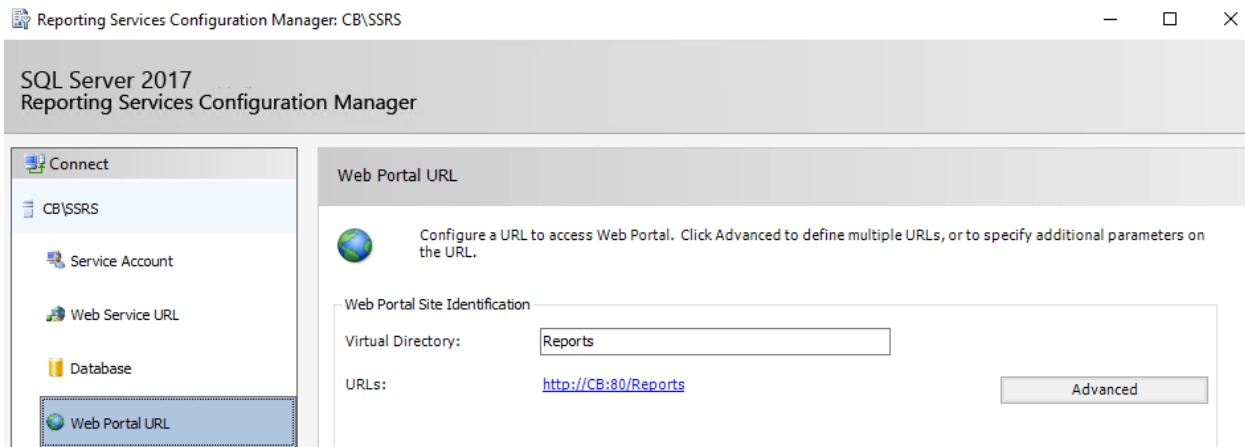 Reporting Services Configuration Manager: CB\SSRS
SQL Server 2017
Reporting Services Configuration Manager
Connect
CB\SSRS
Service Account
Web Service URL
Database
Web Portal URL
Web Portal URL
Configure a URL to access Web Portal. Click Advanced to define multiple URLs, or to specify additional parameters on
the URL.
Web Portal Site Identification
Virtual Directory: Reports
URLs: http://CB:80/Reports Advanced